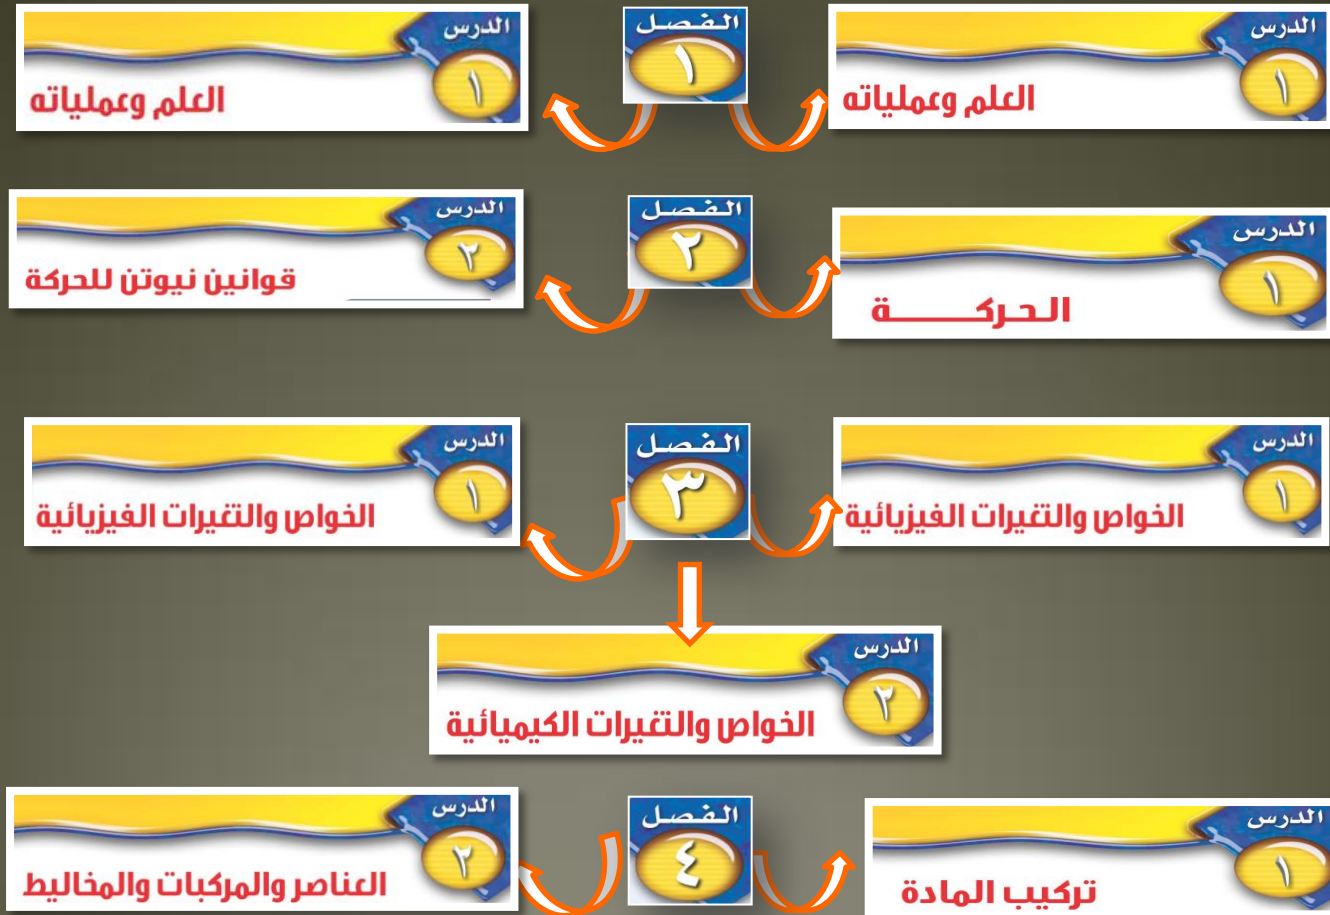 الفصل
١
الدرس
١
العلم وعملياته
الدرس
١
العلم وعملياته
الفصل
٢
الدرس
١
الحركـــــة
الدرس
٢
قوانين نيوتن للحركة
الفصل
٣
الدرس
١
الخواص والتغيرات الفيزيائية
الدرس
١
الخواص والتغيرات الفيزيائية
الدرس
٢
الخواص والتغيرات الكيميائية
الفصل
٤
الدرس
١
تركيب المادة
الدرس
٢
العناصر والمركبات والمخاليط